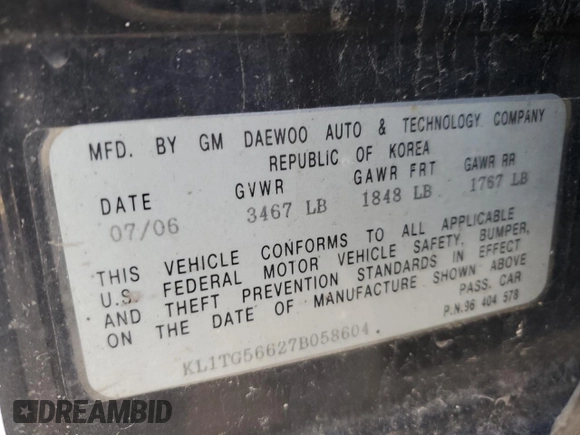 MFD. BY GM DAEWOO AUTO & TECHNOLOGY COMPANY
REPUBLIC OF KOREA
DATE GVWR GAWR FRT GAWR RR
07/06 3467 LB 1848 LB 1767 LB
THIS VEHICLE CONFORMS TO ALL APPLICABLE
U.S. FEDERAL MOTOR VEHICLE SAFETY, BUMPER,
AND THEFT PREVENTION STANDARDS IN EFFECT
ON THE DATE OF MANUFACTURE SHOWN ABOVE
PASS. CAR
P.N.96 404 578
KL1TG56627B058604
DREAMBID